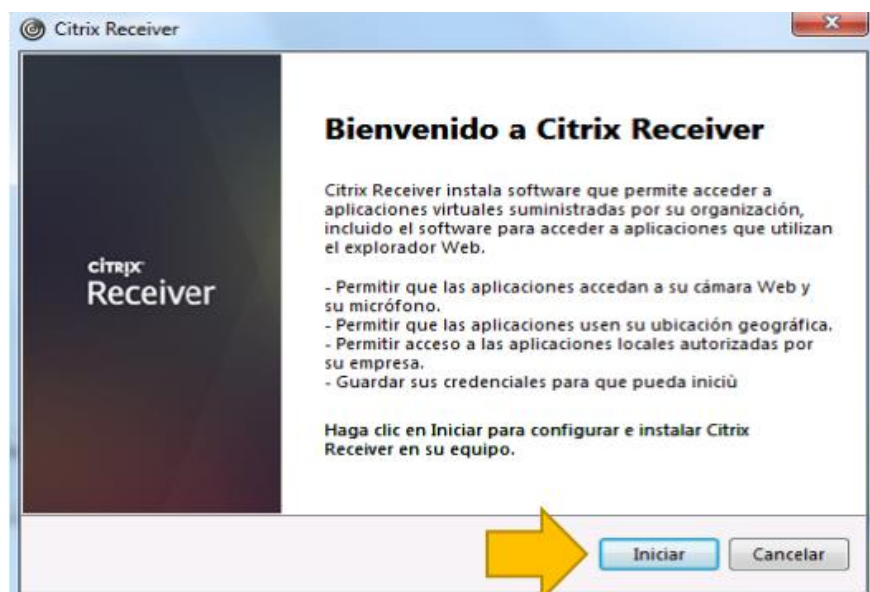 Citrix Receiver
Bienvenido a Citrix Receiver
Citrix Receiver instala software que permite acceder a
aplicaciones virtuales suministradas por su organización,
incluido el software para acceder a aplicaciones que utilizan
el explorador Web.
- Permitir que las aplicaciones accedan a su cámara Web y
su micrófono.
- Permitir que las aplicaciones usen su ubicación geográfica.
- Permitir acceso a las aplicaciones locales autorizadas por
su empresa.
- Guardar sus credenciales para que pueda iniciù
Haga clic en Iniciar para configurar e instalar Citrix
Receiver en su equipo.
citrix
Receiver
Iniciar
Cancelar